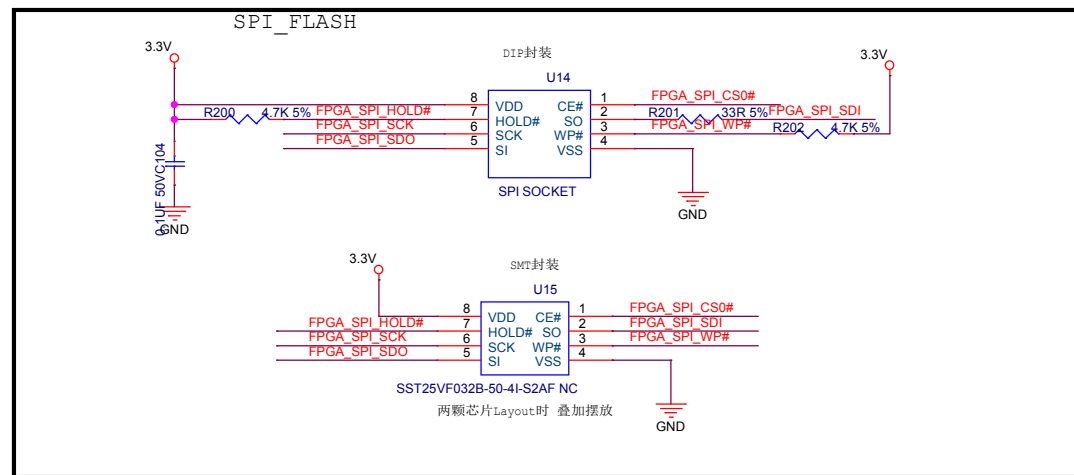 SPI_FLASH
3.3V
DIP封装
3.3V
U14
8 VDD CE# 1 FPGA_SPI_CS0#
R200 4.7K 5% FPGA_SPI_HOLD# 7 HOLD# SO 2 R201 33R 5% FPGA_SPI_SDI
FPGA_SPI_SCK 6 SCK WP# 3 FPGA_SPI_WP# R202 4.7K 5%
FPGA_SPI_SDO 5 SI VSS 4
C104
0.1UF 50V
SPI SOCKET
GND
GND
SMT封装
3.3V
U15
8 VDD CE# 1 FPGA_SPI_CS0#
FPGA_SPI_HOLD# 7 HOLD# SO 2 FPGA_SPI_SDI
FPGA_SPI_SCK 6 SCK WP# 3 FPGA_SPI_WP#
FPGA_SPI_SDO 5 SI VSS 4
SST25VF032B-50-4I-S2AF NC
两颗芯片Layout时 叠加摆放
GND